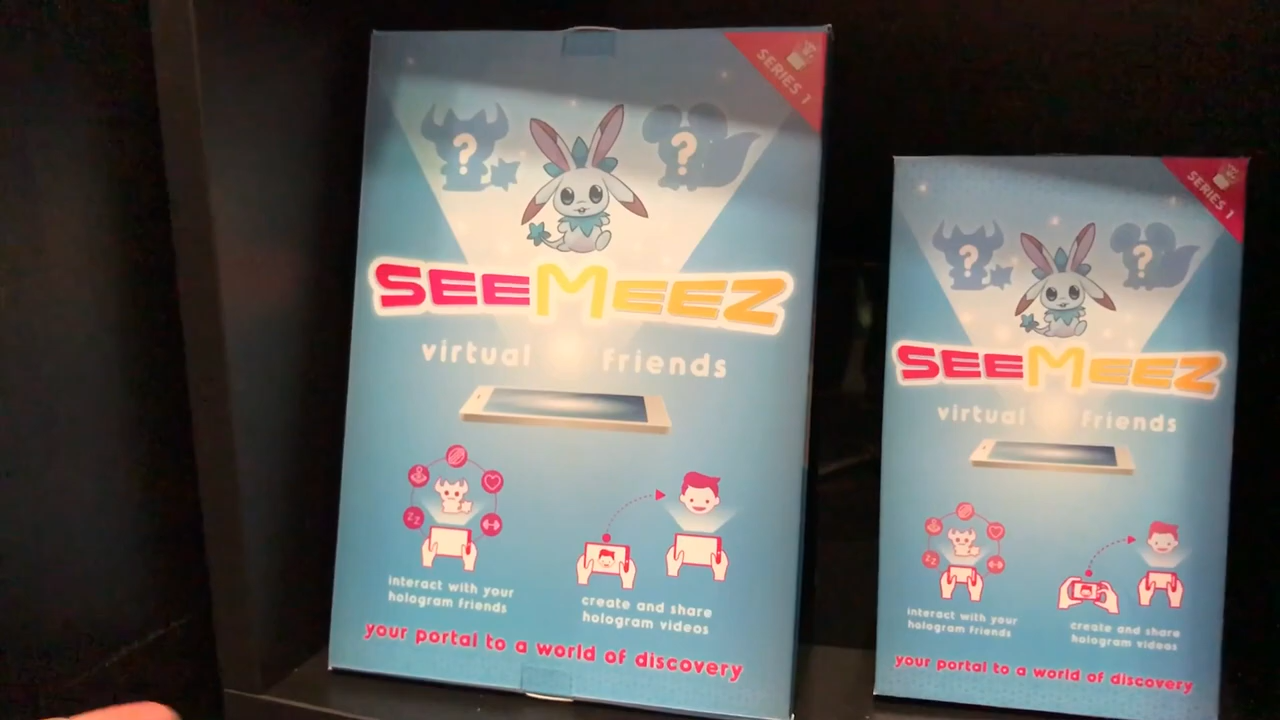 SERIES 1
? ?
SEEMEEZ
virtual friends
zz
interact with your
hologram friends
create and share
hologram videos
your portal to a world of discovery
SERIES 1
? ?
SEEMEEZ
virtual friends
zz
interact with your
hologram friends
create and share
hologram videos
your portal to a world of discovery